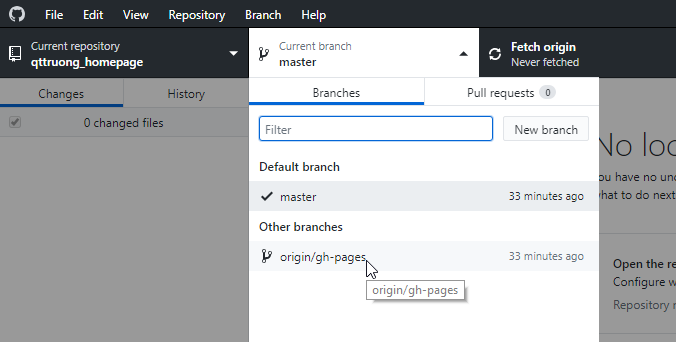 File Edit View Repository Branch Help
Current repository
qttruong_homepage
Current branch
master
Fetch origin
Never fetched
Changes History
0 changed files
Branches Pull requests 0
Filter New branch
Default branch
master 33 minutes ago
Other branches
origin/gh-pages 33 minutes ago
origin/gh-pages
No loc
ou have no unc
what to do next
Open the re
Configure w
Repository